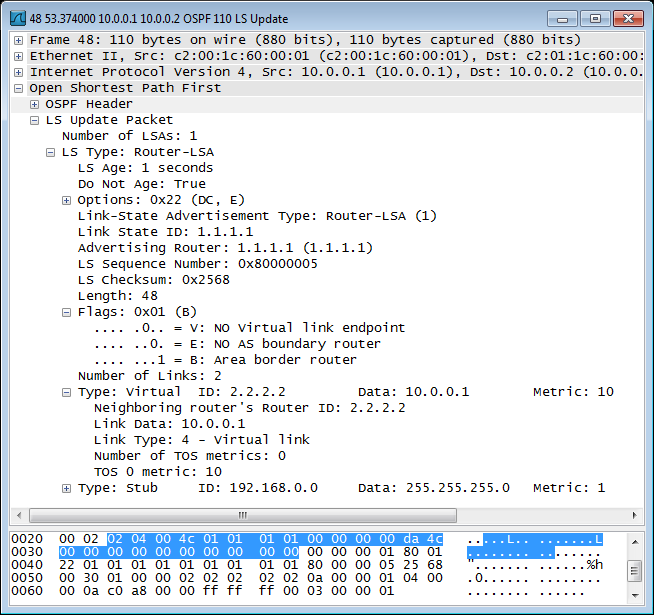 48 53.374000 10.0.0.1 10.0.0.2 OSPF 110 LS Update
Frame 48: 110 bytes on wire (880 bits), 110 bytes captured (880 bits)
Ethernet II, Src: c2:00:1c:60:00:01 (c2:00:1c:60:00:01), Dst: c2:01:1c:60:00:
Internet Protocol Version 4, Src: 10.0.0.1 (10.0.0.1), Dst: 10.0.0.2 (10.0.0.
Open Shortest Path First
OSPF Header
LS Update Packet
Number of LSAs: 1
LS Type: Router-LSA
LS Age: 1 seconds
Do Not Age: True
Options: 0x22 (DC, E)
Link-State Advertisement Type: Router-LSA (1)
Link State ID: 1.1.1.1
Advertising Router: 1.1.1.1 (1.1.1.1)
LS Sequence Number: 0x80000005
LS Checksum: 0x2568
Length: 48
Flags: 0x01 (B)
.... .0.. = V: NO Virtual link endpoint
.... ..0. = E: NO AS boundary router
.... ...1 = B: Area border router
Number of Links: 2
Type: Virtual ID: 2.2.2.2 Data: 10.0.0.1 Metric: 10
Neighboring router's Router ID: 2.2.2.2
Link Data: 10.0.0.1
Link Type: 4 - Virtual link
Number of TOS metrics: 0
TOS 0 metric: 10
Type: Stub ID: 192.168.0.0 Data: 255.255.255.0 Metric: 1
0020 00 02 02 04 00 4c 01 01 01 01 00 00 00 00 da 4c .....L.. .......L
0030 00 00 00 00 00 00 00 00 00 00 00 00 00 01 80 01 ........ ........
0040 22 01 01 01 01 01 01 01 01 01 80 00 00 05 25 68 "....... ......%h
0050 00 30 01 00 00 02 02 02 02 02 0a 00 00 01 04 00 .0...... ........
0060 00 0a c0 a8 00 00 ff ff ff 00 03 00 00 01 ........ ......